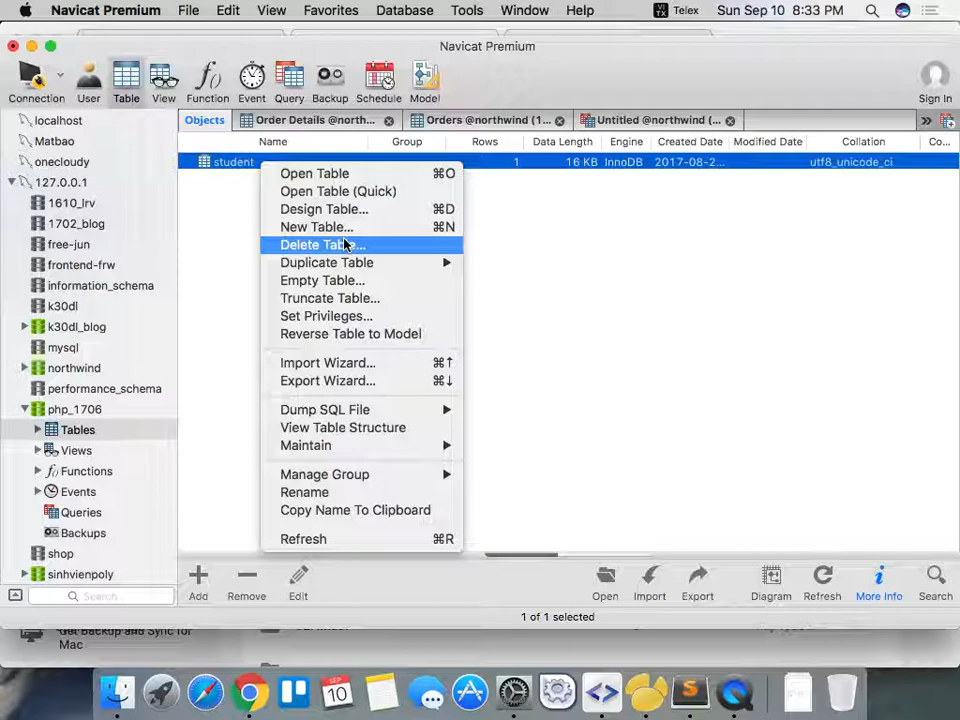 Navicat Premium File Edit View Favorites Database Tools Window Help VI TX Telex Sun Sep 10 8:33 PM
Navicat Premium
Connection User Table View Function Event Query Backup Schedule Model Sign In
localhost
Matbao
onecloudy
127.0.0.1
1610_lrv
1702_blog
free-jun
frontend-frw
information_schema
k30dl
k30dl_blog
mysql
northwind
performance_schema
php_1706
Tables
Views
Functions
Events
Queries
Backups
shop
sinhvienpoly
Search...
Objects Order Details @north... Orders @northwind (1... Untitled @northwind (... »
Name Group Rows Data Length Engine Created Date Modified Date Collation Co...
student 1 16 KB InnoDB 2017-08-2... utf8_unicode_ci
Open Table ⌘O
Open Table (Quick)
Design Table... ⌘D
New Table... ⌘N
Delete Table...
Duplicate Table
Empty Table...
Truncate Table...
Set Privileges...
Reverse Table to Model
Import Wizard... ⌘↑
Export Wizard... ⌘↓
Dump SQL File
View Table Structure
Maintain
Manage Group
Rename
Copy Name To Clipboard
Refresh ⌘R
Add Remove Edit Open Import Export Diagram Refresh More Info Search
1 of 1 selected
Get Backup and Sync for
Mac
SEP
10